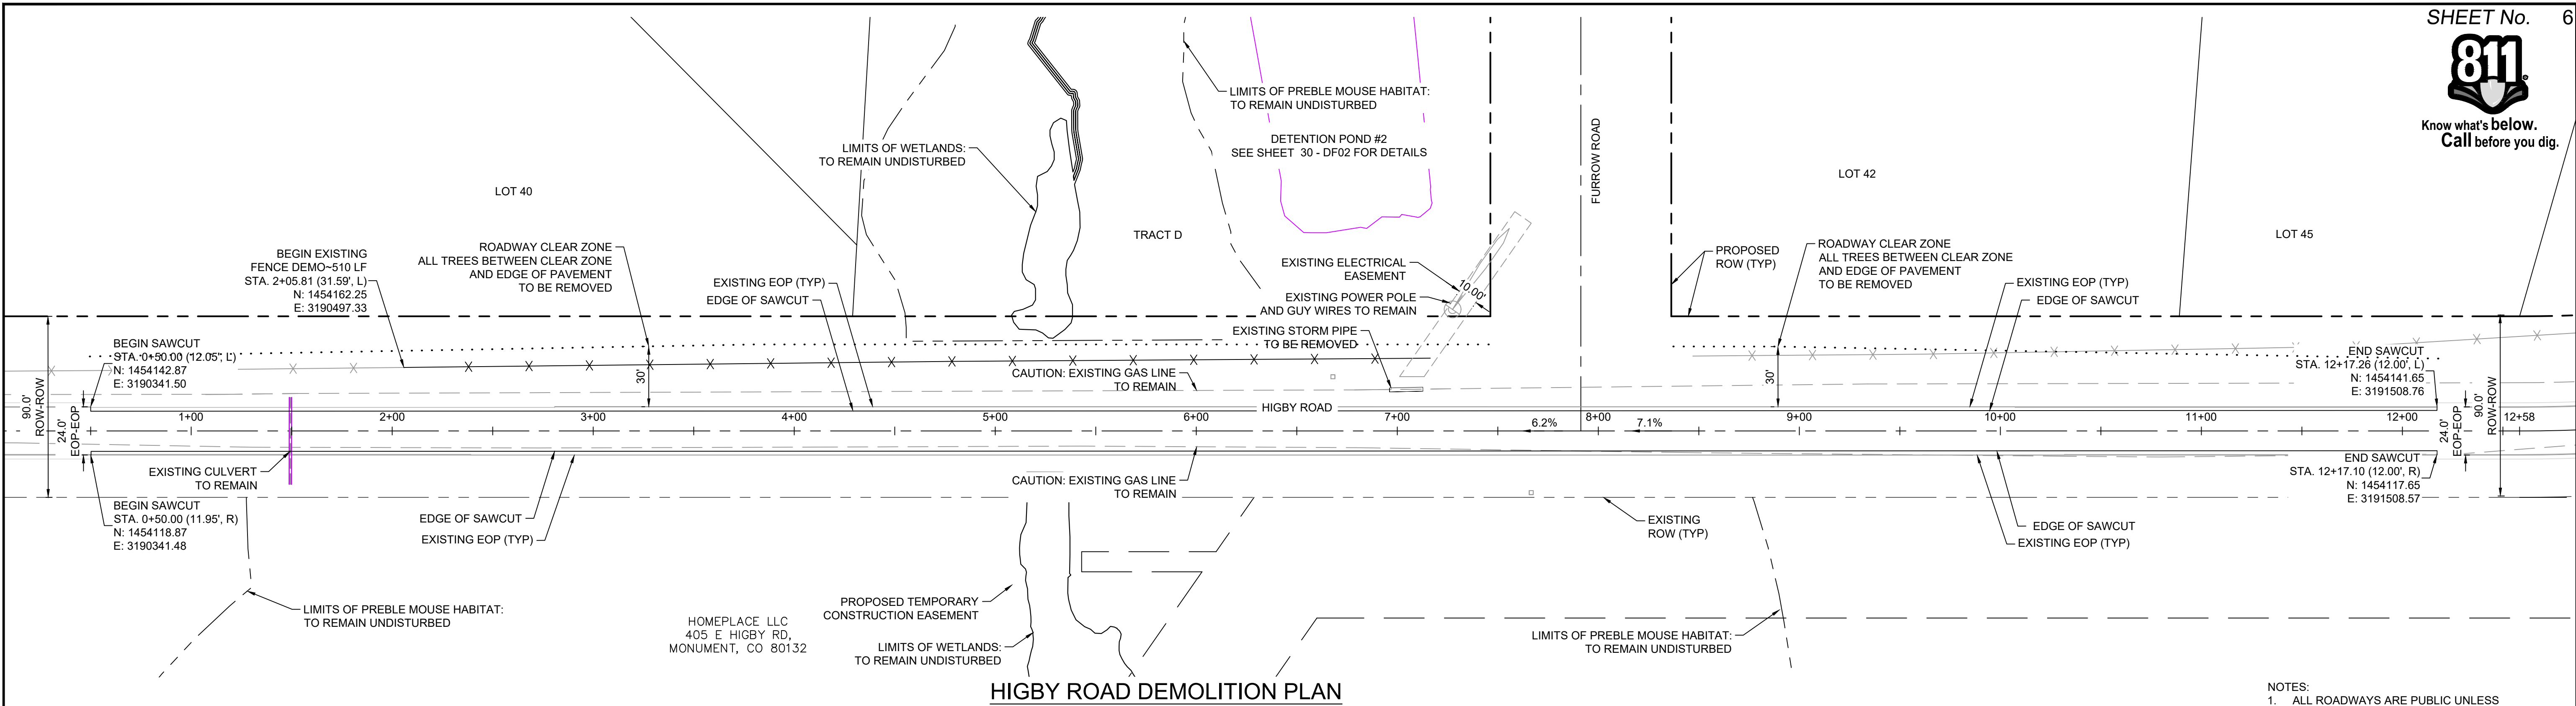 SHEET No. 6
811
Know what's below.
Call before you dig.
LIMITS OF PREBLE MOUSE HABITAT:
TO REMAIN UNDISTURBED
DETENTION POND #2
SEE SHEET 30 - DF02 FOR DETAILS
LIMITS OF WETLANDS:
TO REMAIN UNDISTURBED
FURROW ROAD
LOT 40
LOT 42
LOT 45
TRACT D
BEGIN EXISTING
FENCE DEMO~510 LF
STA. 2+05.81 (31.59', L)
N: 1454162.25
E: 3190497.33
ROADWAY CLEAR ZONE
ALL TREES BETWEEN CLEAR ZONE
AND EDGE OF PAVEMENT
TO BE REMOVED
EXISTING EOP (TYP)
EDGE OF SAWCUT
EXISTING ELECTRICAL
EASEMENT
10.00'
EXISTING POWER POLE
AND GUY WIRES TO REMAIN
EXISTING STORM PIPE
TO BE REMOVED
PROPOSED
ROW (TYP)
ROADWAY CLEAR ZONE
ALL TREES BETWEEN CLEAR ZONE
AND EDGE OF PAVEMENT
TO BE REMOVED
EXISTING EOP (TYP)
EDGE OF SAWCUT
BEGIN SAWCUT
STA. 0+50.00 (12.05', L)
N: 1454142.87
E: 3190341.50
30'
CAUTION: EXISTING GAS LINE
TO REMAIN
30'
END SAWCUT
STA. 12+17.26 (12.00', L)
N: 1454141.65
E: 3191508.76
90.0'
ROW-ROW
24.0'
EOP-EOP
HIGBY ROAD
1+00
2+00
3+00
4+00
5+00
6+00
7+00
8+00
9+00
10+00
11+00
12+00
12+58
6.2%
7.1%
24.0'
EOP-EOP
90.0'
ROW-ROW
EXISTING CULVERT
TO REMAIN
CAUTION: EXISTING GAS LINE
TO REMAIN
END SAWCUT
STA. 12+17.10 (12.00', R)
N: 1454117.65
E: 3191508.57
BEGIN SAWCUT
STA. 0+50.00 (11.95', R)
N: 1454118.87
E: 3190341.48
EDGE OF SAWCUT
EXISTING EOP (TYP)
EXISTING
ROW (TYP)
EDGE OF SAWCUT
EXISTING EOP (TYP)
LIMITS OF PREBLE MOUSE HABITAT:
TO REMAIN UNDISTURBED
HOMEPLACE LLC
405 E HIGBY RD,
MONUMENT, CO 80132
PROPOSED TEMPORARY
CONSTRUCTION EASEMENT
LIMITS OF WETLANDS:
TO REMAIN UNDISTURBED
LIMITS OF PREBLE MOUSE HABITAT:
TO REMAIN UNDISTURBED
HIGBY ROAD DEMOLITION PLAN
NOTES:
1. ALL ROADWAYS ARE PUBLIC UNLESS